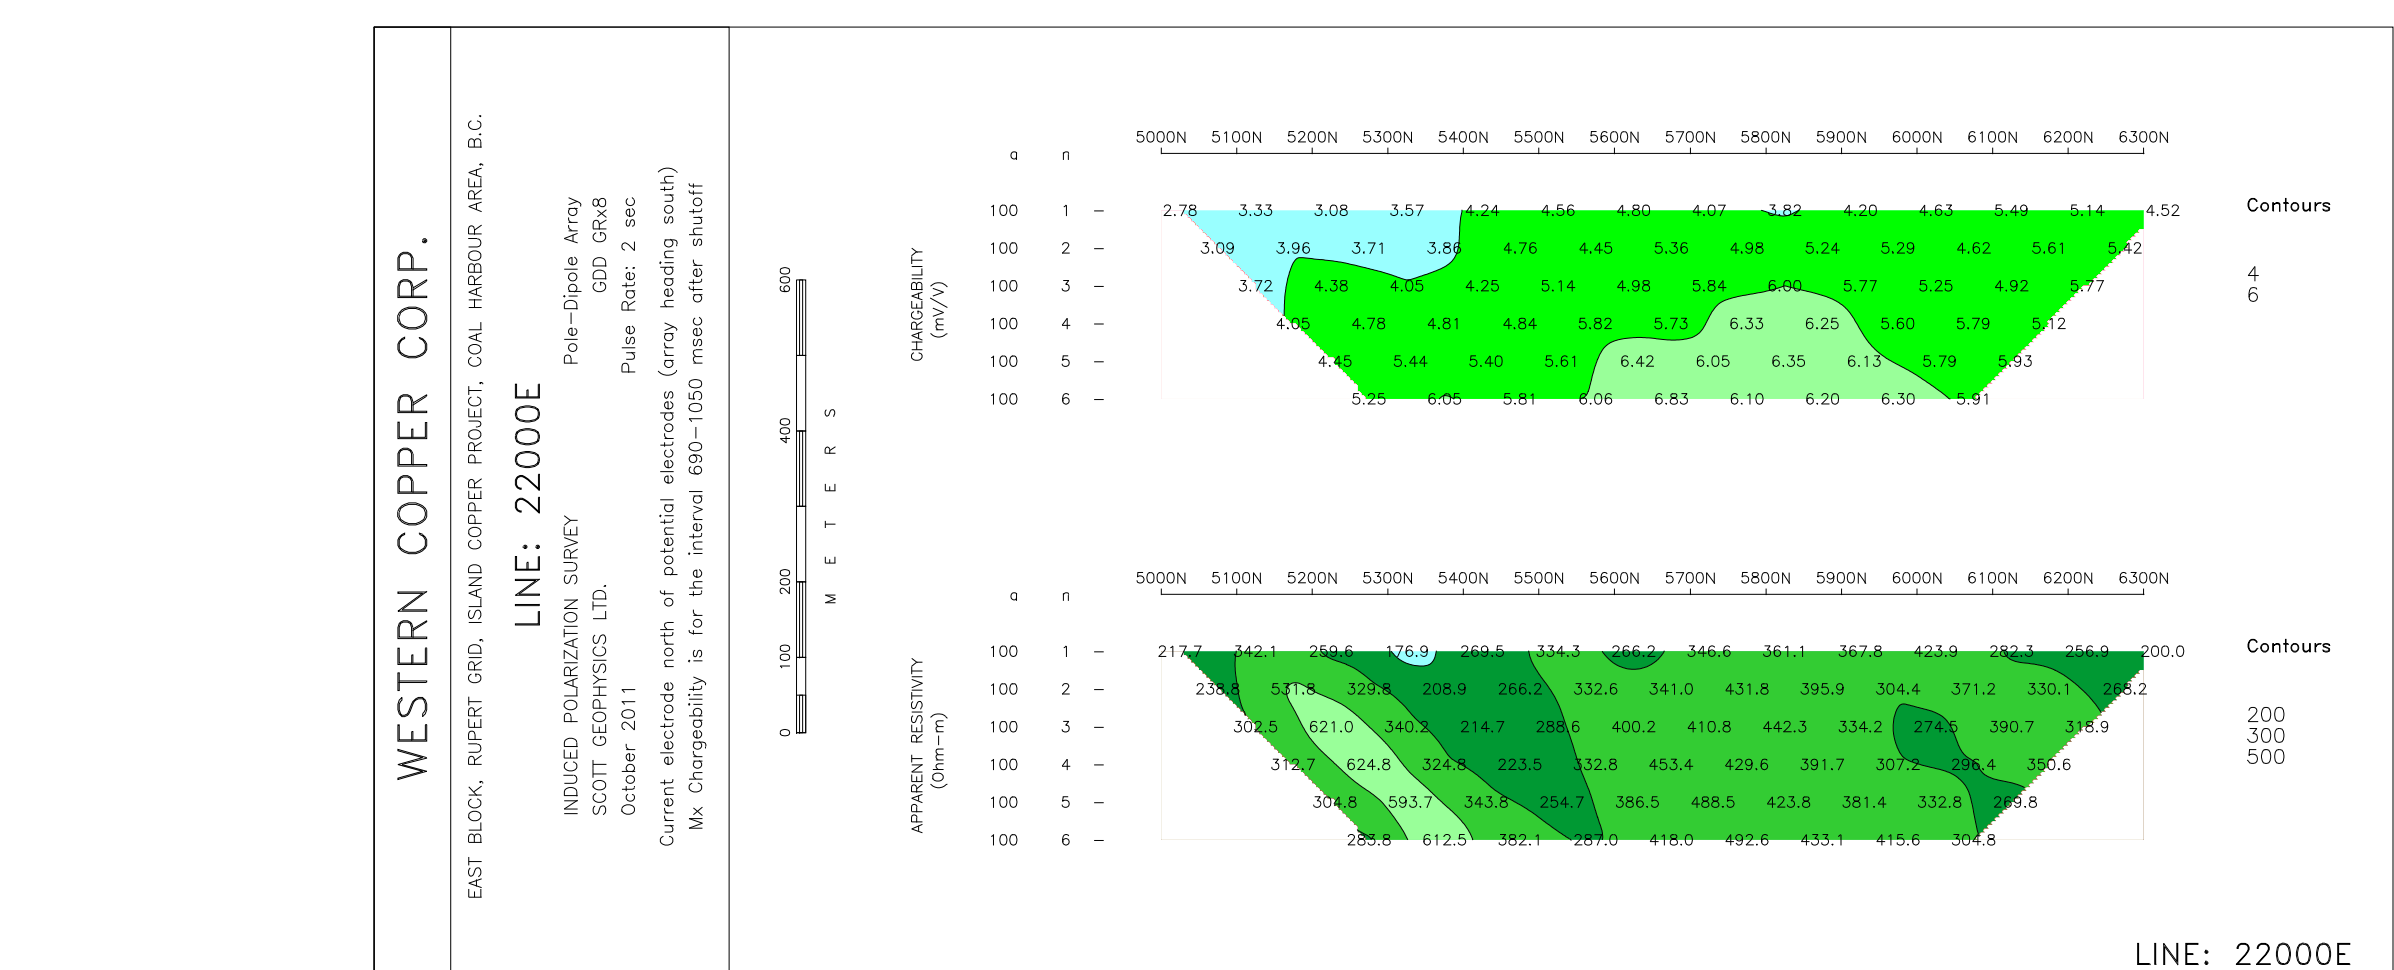 WESTERN COPPER CORP.
EAST BLOCK, RUPERT GRID, ISLAND COPPER PROJECT, COAL HARBOUR AREA, B.C.
LINE: 22000E
INDUCED POLARIZATION SURVEY Pole-Dipole Array
SCOTT GEOPHYSICS LTD. GDD GRx8
October 2011 Pulse Rate: 2 sec
Current electrode north of potential electrodes (array heading south)
Mx Chargeability is for the interval 690-1050 msec after shutoff
0 100 200 400 600
METERS
5000N 5100N 5200N 5300N 5400N 5500N 5600N 5700N 5800N 5900N 6000N 6100N 6200N 6300N
a n
CHARGEABILITY
(mV/V)
100 1 2.78 3.33 3.08 3.57 4.24 4.56 4.80 4.07 3.82 4.20 4.63 5.49 5.14 4.52
100 2 3.09 3.96 3.71 3.86 4.76 4.45 5.36 4.98 5.24 5.29 4.62 5.61 5.42
100 3 3.72 4.38 4.05 4.25 5.14 4.98 5.84 6.00 5.77 5.25 4.92 5.77
100 4 4.05 4.78 4.81 4.84 5.82 5.73 6.33 6.25 5.60 5.79 5.12
100 5 4.45 5.44 5.40 5.61 6.42 6.05 6.35 6.13 5.79 5.93
100 6 5.25 6.05 5.81 6.06 6.83 6.10 6.20 6.30 5.91
Contours
4
6
5000N 5100N 5200N 5300N 5400N 5500N 5600N 5700N 5800N 5900N 6000N 6100N 6200N 6300N
a n
APPARENT RESISTIVITY
(Ohm-m)
100 1 217.7 342.1 259.6 176.9 269.5 334.3 266.2 346.6 361.1 367.8 423.9 282.3 256.9 200.0
100 2 238.8 531.8 329.8 208.9 266.2 332.6 341.0 431.8 395.9 304.4 371.2 330.1 268.2
100 3 302.5 621.0 340.2 214.7 288.6 400.2 410.8 442.3 334.2 274.5 390.7 318.9
100 4 312.7 624.8 324.8 223.5 332.8 453.4 429.6 391.7 307.2 296.4 350.6
100 5 304.8 593.7 343.8 254.7 386.5 488.5 423.8 381.4 332.8 269.8
100 6 283.8 612.5 382.1 287.0 418.0 492.6 433.1 415.6 304.8
Contours
200
300
500
LINE: 22000E